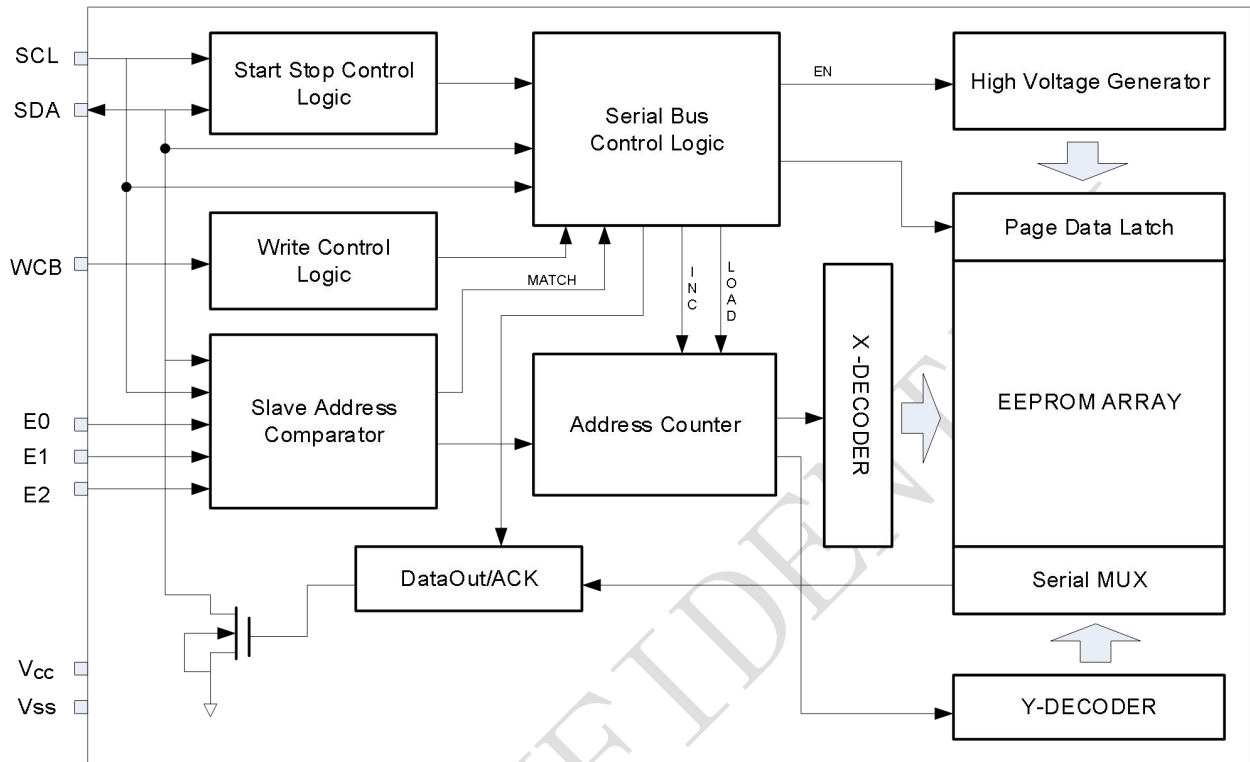 SCL
SDA
WCB
E0
E1
E2
Vcc
Vss
Start Stop Control
Logic
Write Control
Logic
Slave Address
Comparator
Serial Bus
Control Logic
EN
MATCH
INC
LOAD
Address Counter
DataOut/ACK
X-DECODER
High Voltage Generator
Page Data Latch
EEPROM ARRAY
Serial MUX
Y-DECODER